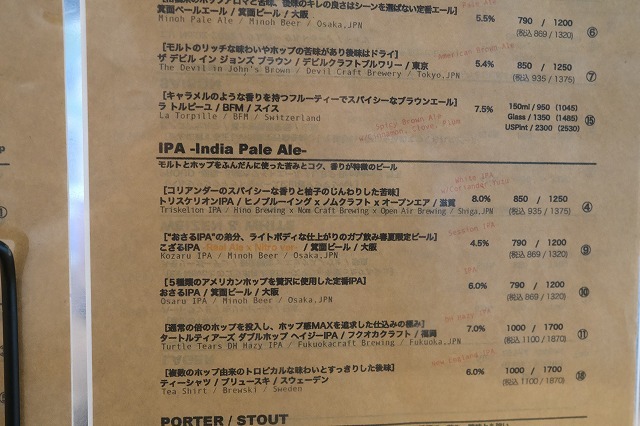 箕面ペールエール / 箕面ビール / 大阪 5.5% 790 / 1200
Minoh Pale Ale / Minoh Beer / Osaka,JPN (税込 869 / 1320) ⑥
American Brown Ale
[モルトのリッチな味わいやホップの苦味があり後味はドライ]
ザ デビル イン ジョンズ ブラウン / デビルクラフトブルワリー / 東京 5.4% 850 / 1250
The Devil in John's Brown / Devil Craft Brewery / Tokyo,JPN (税込 935 / 1375) ⑦
[キャラメルのような香りを持つフルーティーでスパイシーなブラウンエール]
ラ トルピーユ / BFM / スイス 7.5% 150ml / 950 (1045)
La Torpille / BFM / Switzerland Glass / 1350 (1485) ⑮
USPint / 2300 (2530)
Spicy Brown Ale
IPA -India Pale Ale-
モルトとホップをふんだんに使った苦みとコク、香りが特徴のビール
White IPA
[コリアンダーのスパイシーな香りと柚子のじんわりした苦味]
トリスケリオンIPA / ヒノブルーイング x ノムクラフト x オープンエア / 滋賀 8.0% 850 / 1250
Triskelion IPA / Hino Brewing x Nom Craft Brewing x Open Air Brewing / Shiga,JPN (税込 935 / 1375) ④
Session IPA
["おさるIPA"の弟分、ライトボディな仕上がりのガブ飲み春夏限定ビール]
こざるIPA / 箕面ビール / 大阪 4.5% 790 / 1200
Kozaru IPA / Minoh Beer / Osaka,JPN (税込 869 / 1320) ⑨
IPA
[5種類のアメリカンホップを贅沢に使用した定番IPA]
おさるIPA / 箕面ビール / 大阪 6.0% 790 / 1200
Osaru IPA / Minoh Beer / Osaka,JPN (税込 869 / 1320) ⑩
DH Hazy IPA
[通常の倍のホップを投入し、ホップ感MAXを追求した仕込みの極み]
タートルティアーズ ダブルホップ ヘイジーIPA / フクオカクラフト / 福岡 7.0% 1000 / 1700
Turtle Tears DH Hazy IPA / Fukuokacraft Brewing / Fukuoka,JPN (税込 1100 / 1870) ⑪
New England IPA
[複数のホップ由来のトロピカルな味わいとすっきりした後味]
ティーシャツ / ブリュースキ / スウェーデン 6.0% 1000 / 1700
Tea Shirt / Brewski / Sweden (税込 1100 / 1870) ⑱
PORTER / STOUT